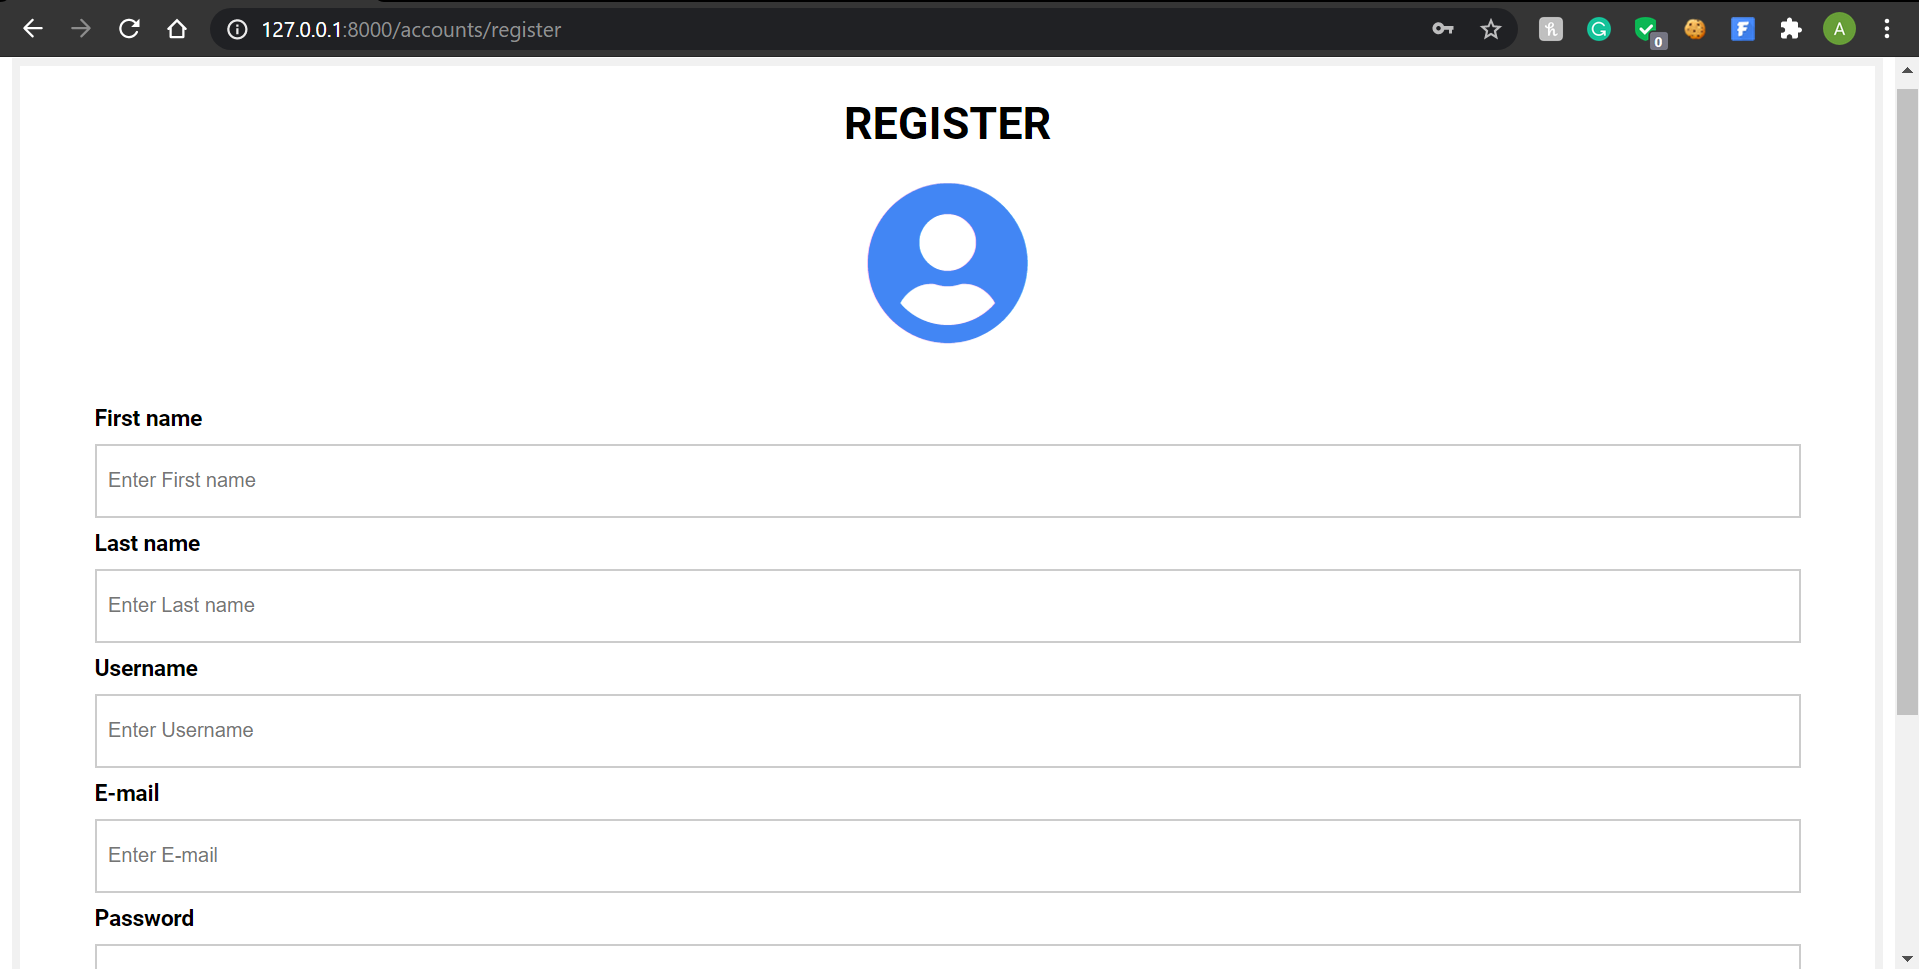 127.0.0.1:8000/accounts/register
0
A
REGISTER
First name
Enter First name
Last name
Enter Last name
Username
Enter Username
E-mail
Enter E-mail
Password